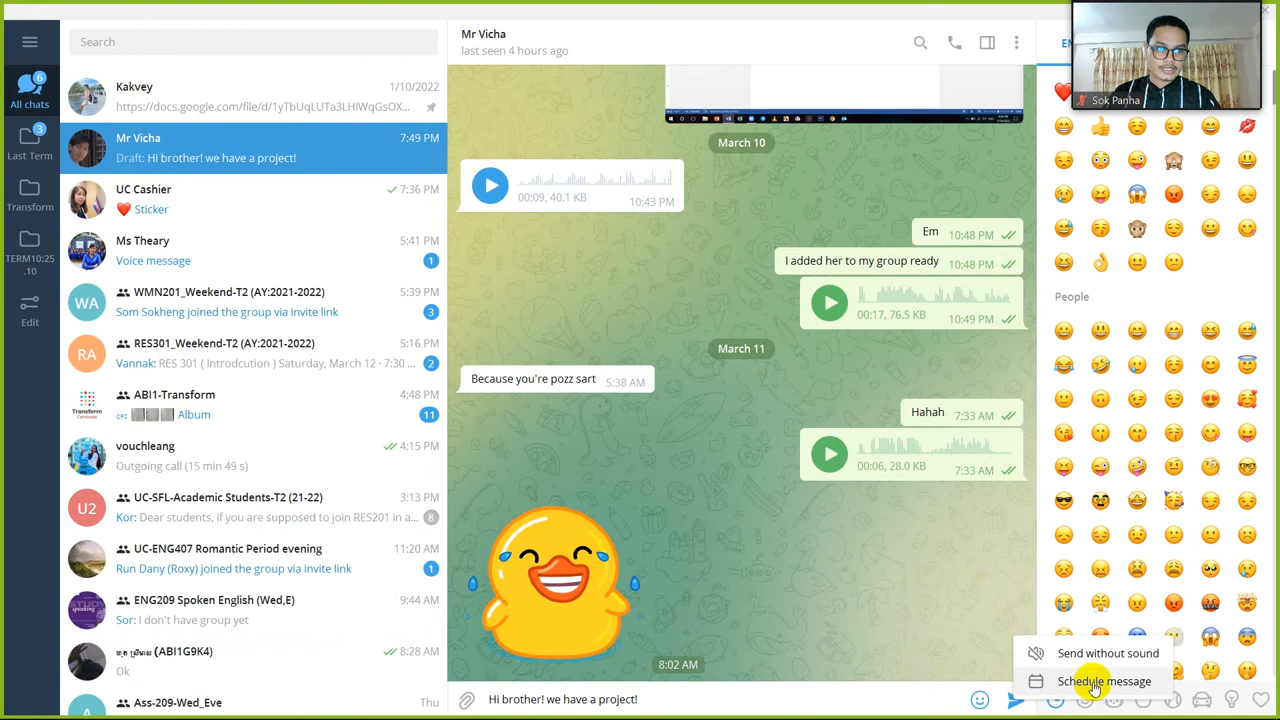 Search
All chats
6
Last Term
3
Transform
TERM10:25
.10
Edit
Kakvey 1/10/2022
https://docs.google.com/file/d/1yTbUqLUTa3LHlWqGsOX...
Mr Vicha 7:49 PM
Draft: Hi brother! we have a project!
UC Cashier 7:36 PM
❤️ Sticker
Ms Theary 5:41 PM
Voice message 1
WMN201_Weekend-T2 (AY:2021-2022) 5:39 PM
WA
Som Sokheng joined the group via invite link 3
RES301_Weekend-T2 (AY:2021-2022) 5:16 PM
RA
Vannak: RES 301 ( Introdcution ) Saturday, March 12 · 7:30 ... 2
ABI1-Transform 4:48 PM
Transform
Album 11
vouchleang 4:15 PM
Outgoing call (15 min 49 s)
UC-SFL-Academic Students-T2 (21-22) 3:13 PM
U2
Kor: Dear students, if you are supposed to join RES201 in a... 8
UC-ENG407 Romantic Period evening 11:20 AM
Run Dany (Roxy) joined the group via invite link 1
ENG209 Spoken English (Wed,E) 9:44 AM
Sor: I don't have group yet
(ABI1G9K4) 8:28 AM
Ok
Ass-209-Wed_Eve Thu
A
Mr Vicha
last seen 4 hours ago
March 10
00:09, 40.1 KB 10:43 PM
Em 10:48 PM
I added her to my group ready 10:48 PM
00:17, 76.5 KB 10:49 PM
March 11
Because you're pozz sart 5:38 AM
Hahah 7:33 AM
00:06, 28.0 KB 7:33 AM
8:02 AM
Hi brother! we have a project!
Sok Panha
People
Send without sound
Schedule message